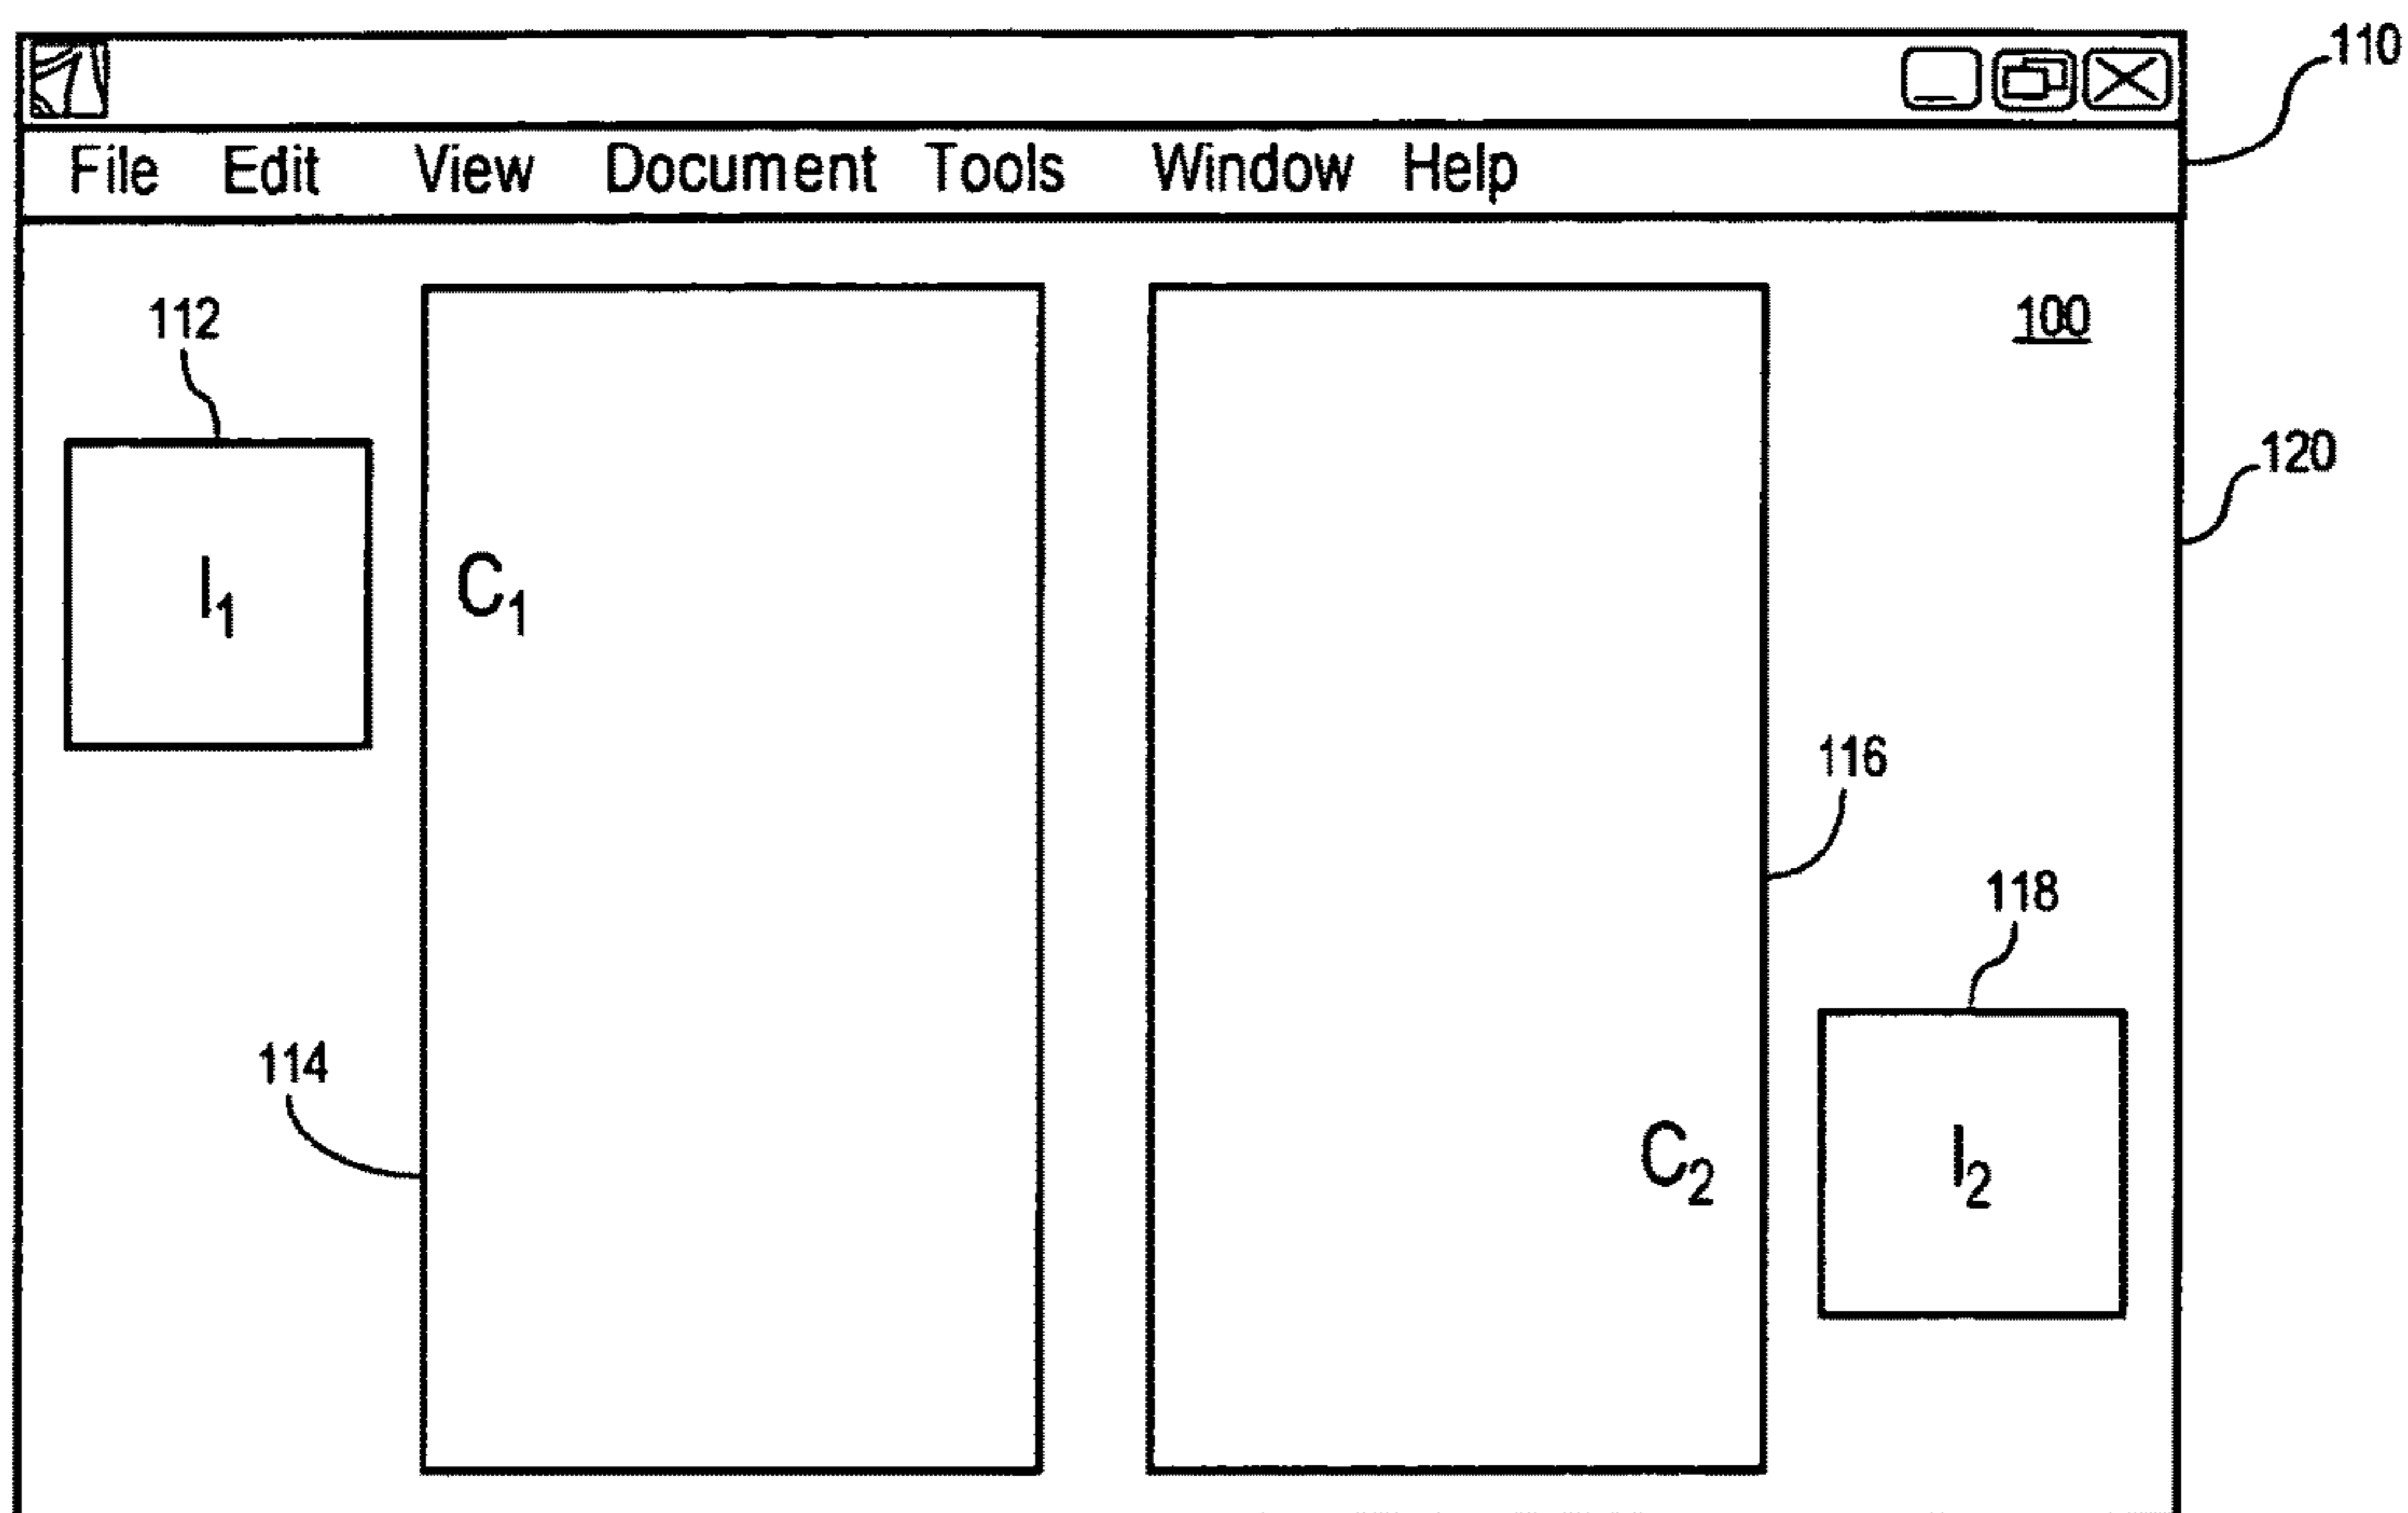 110
File Edit View Document Tools Window Help
112
100
120
I₁
C₁
116
118
114
C₂
I₂